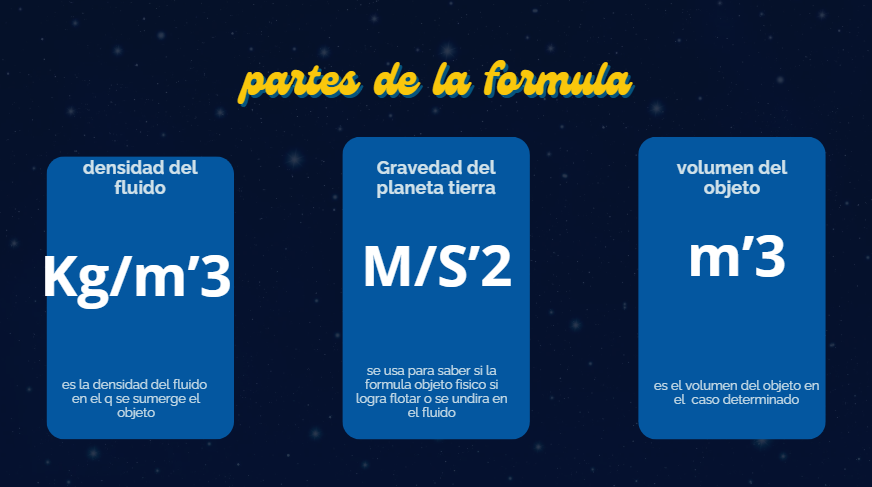 partes de la formula
densidad del
fluido
Kg/m’3
es la densidad del fluido
en el q se sumerge el
objeto
Gravedad del
planeta tierra
M/S’2
se usa para saber si la
formula objeto fisico si
logra flotar o se undira en
el fluido
volumen del
objeto
m’3
es el volumen del objeto en
el caso determinado